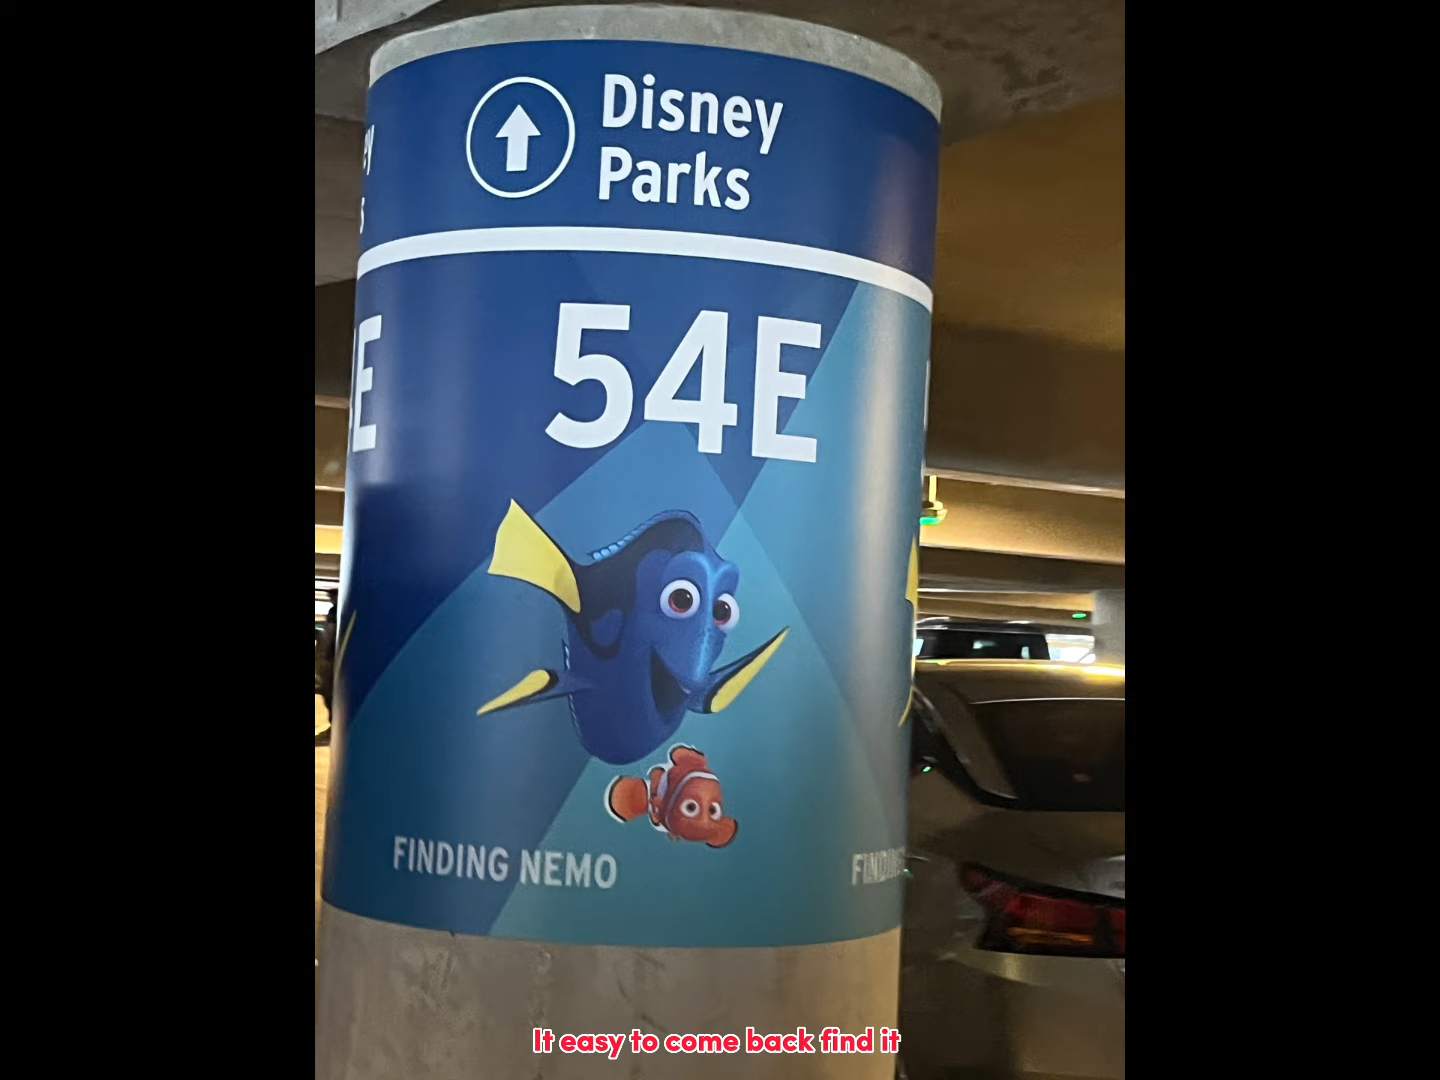 Disney
Parks
54E
FINDING NEMO
It easy to come back find it